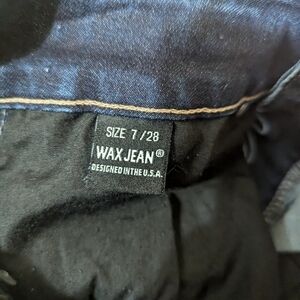 SIZE 7/28
WAX JEAN®
DESIGNED IN THE U.S.A.